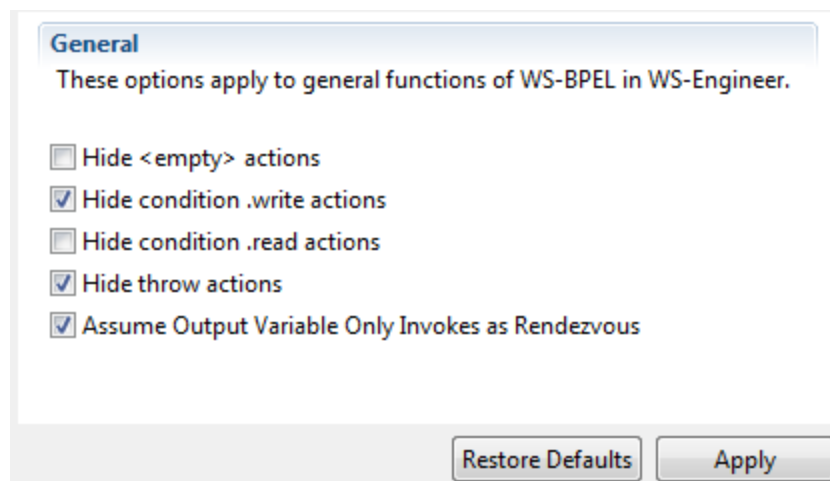 General
These options apply to general functions of WS-BPEL in WS-Engineer.
Hide <empty> actions
Hide condition .write actions
Hide condition .read actions
Hide throw actions
Assume Output Variable Only Invokes as Rendezvous
Restore Defaults Apply